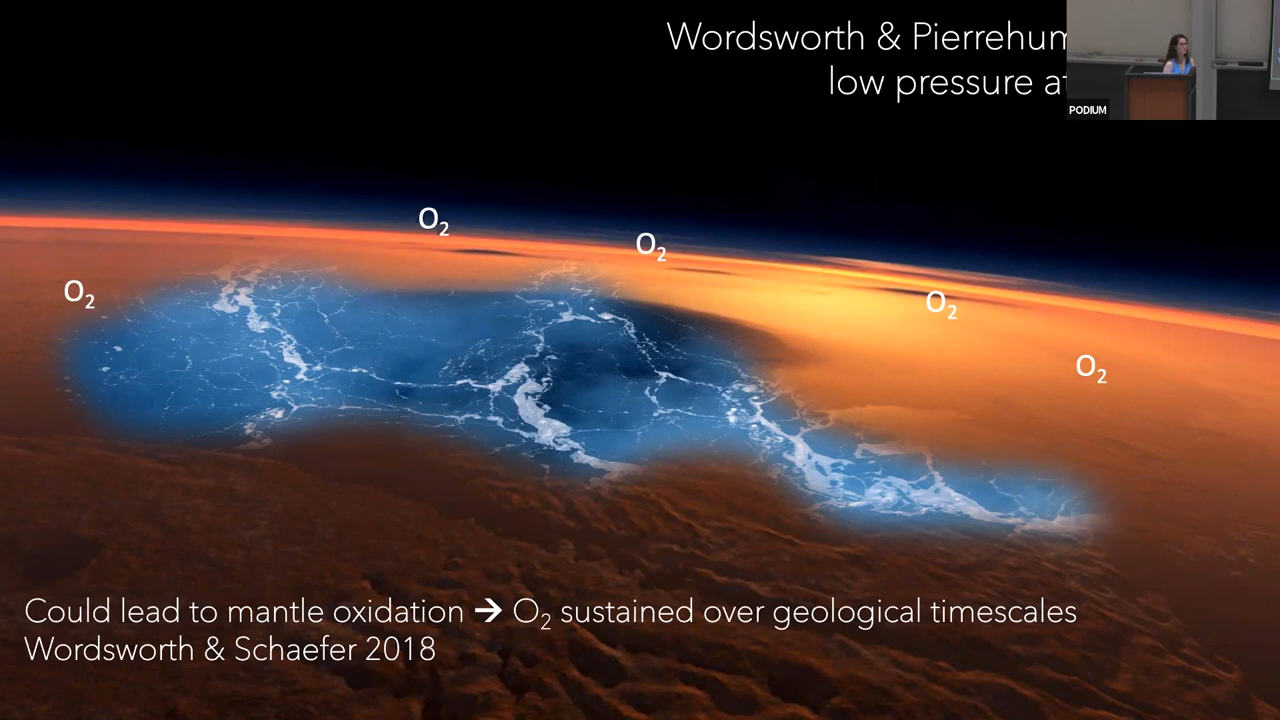 Wordsworth & Pierrehum
low pressure
PODIUM
O₂
O₂
O₂
O₂
O₂
Could lead to mantle oxidation → O₂ sustained over geological timescales
Wordsworth & Schaefer 2018